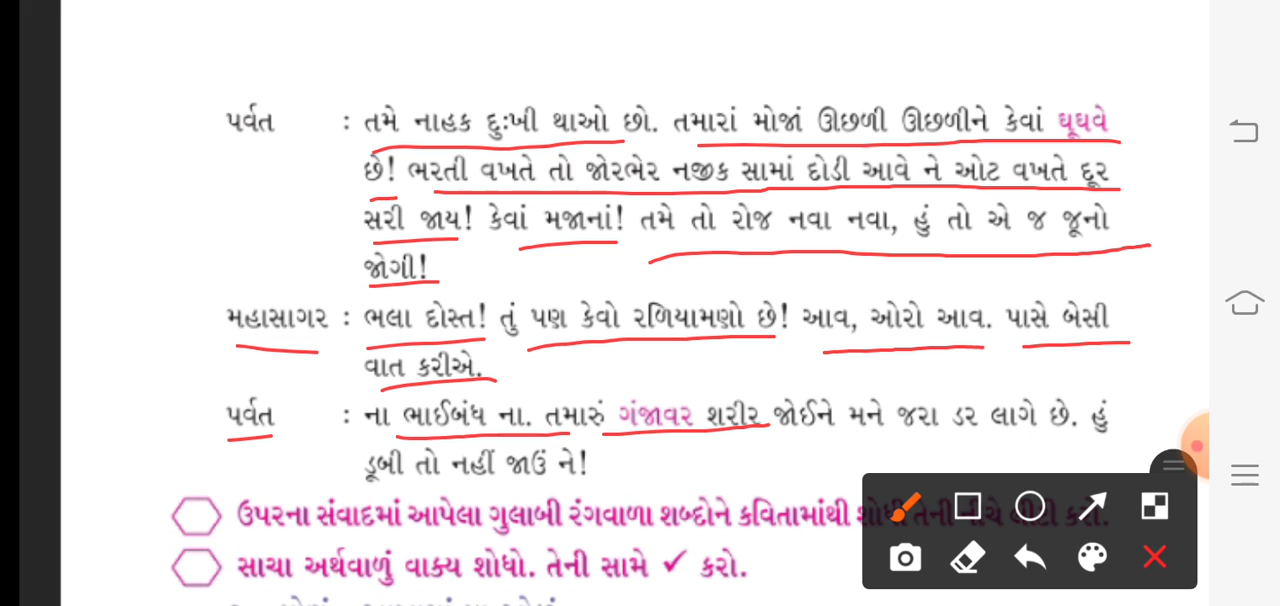 પર્વત : તમે નાહક દુઃખી થાઓ છો. તમારાં મોજાં ઊછળી ઊછળીને કેવાં ઘૂઘવે
છે! ભરતી વખતે તો જોરભેર નજીક સામાં દોડી આવે ને ઓટ વખતે દૂર
સરી જાય! કેવાં મજાનાં! તમે તો રોજ નવા નવા, હું તો એ જ જૂનો
જોગી!
મહાસાગર : ભલા દોસ્ત! તું પણ કેવો રળિયામણો છે! આવ, ઓરો આવ. પાસે બેસી
વાત કરીએ.
પર્વત : ના ભાઈબંધ ના. તમારું ગંજાવર શરીર જોઈને મને જરા ડર લાગે છે. હું
ડૂબી તો નહીં જાઉં ને!
ઉપરના સંવાદમાં આપેલા ગુલાબી રંગવાળા શબ્દોને કવિતામાંથી શોધી તેની નીચે લીટી કરો.
સાચા અર્થવાળું વાક્ય શોધો. તેની સામે ✓ કરો.